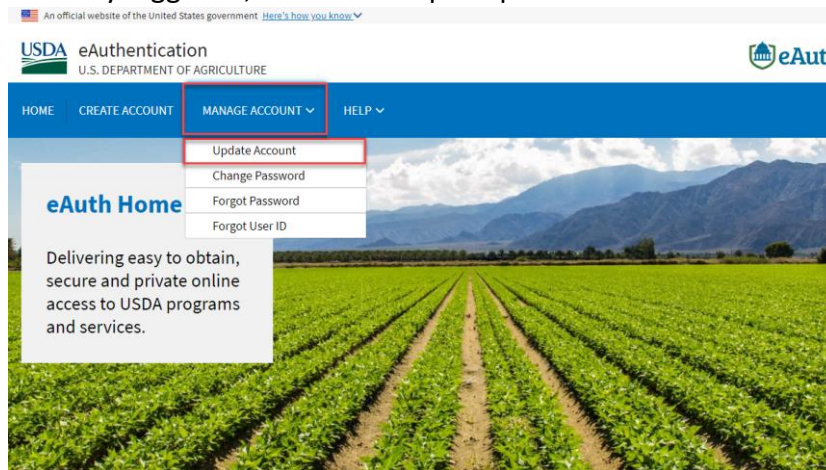 An official website of the United States government Here's how you know
USDA eAuthentication
U.S. DEPARTMENT OF AGRICULTURE
eAut
HOME CREATE ACCOUNT MANAGE ACCOUNT HELP
Update Account
Change Password
Forgot Password
Forgot User ID
eAuth Home
Delivering easy to obtain,
secure and private online
access to USDA programs
and services.